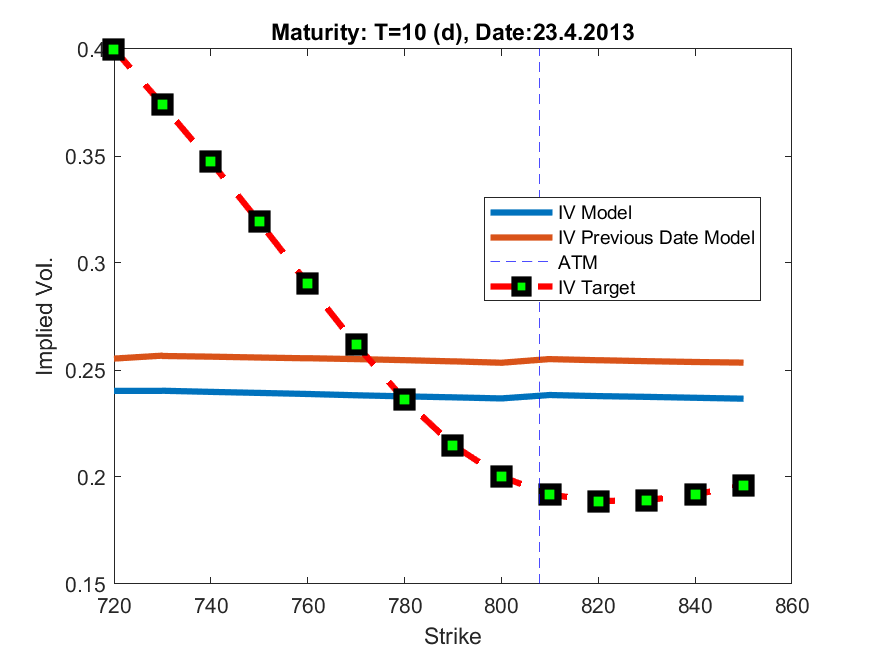 Maturity: T=10 (d), Date:23.4.2013
0.4
0.35
0.3
0.25
0.2
0.15
Implied Vol.
IV Model
IV Previous Date Model
ATM
IV Target
720
740
760
780
800
820
840
860
Strike